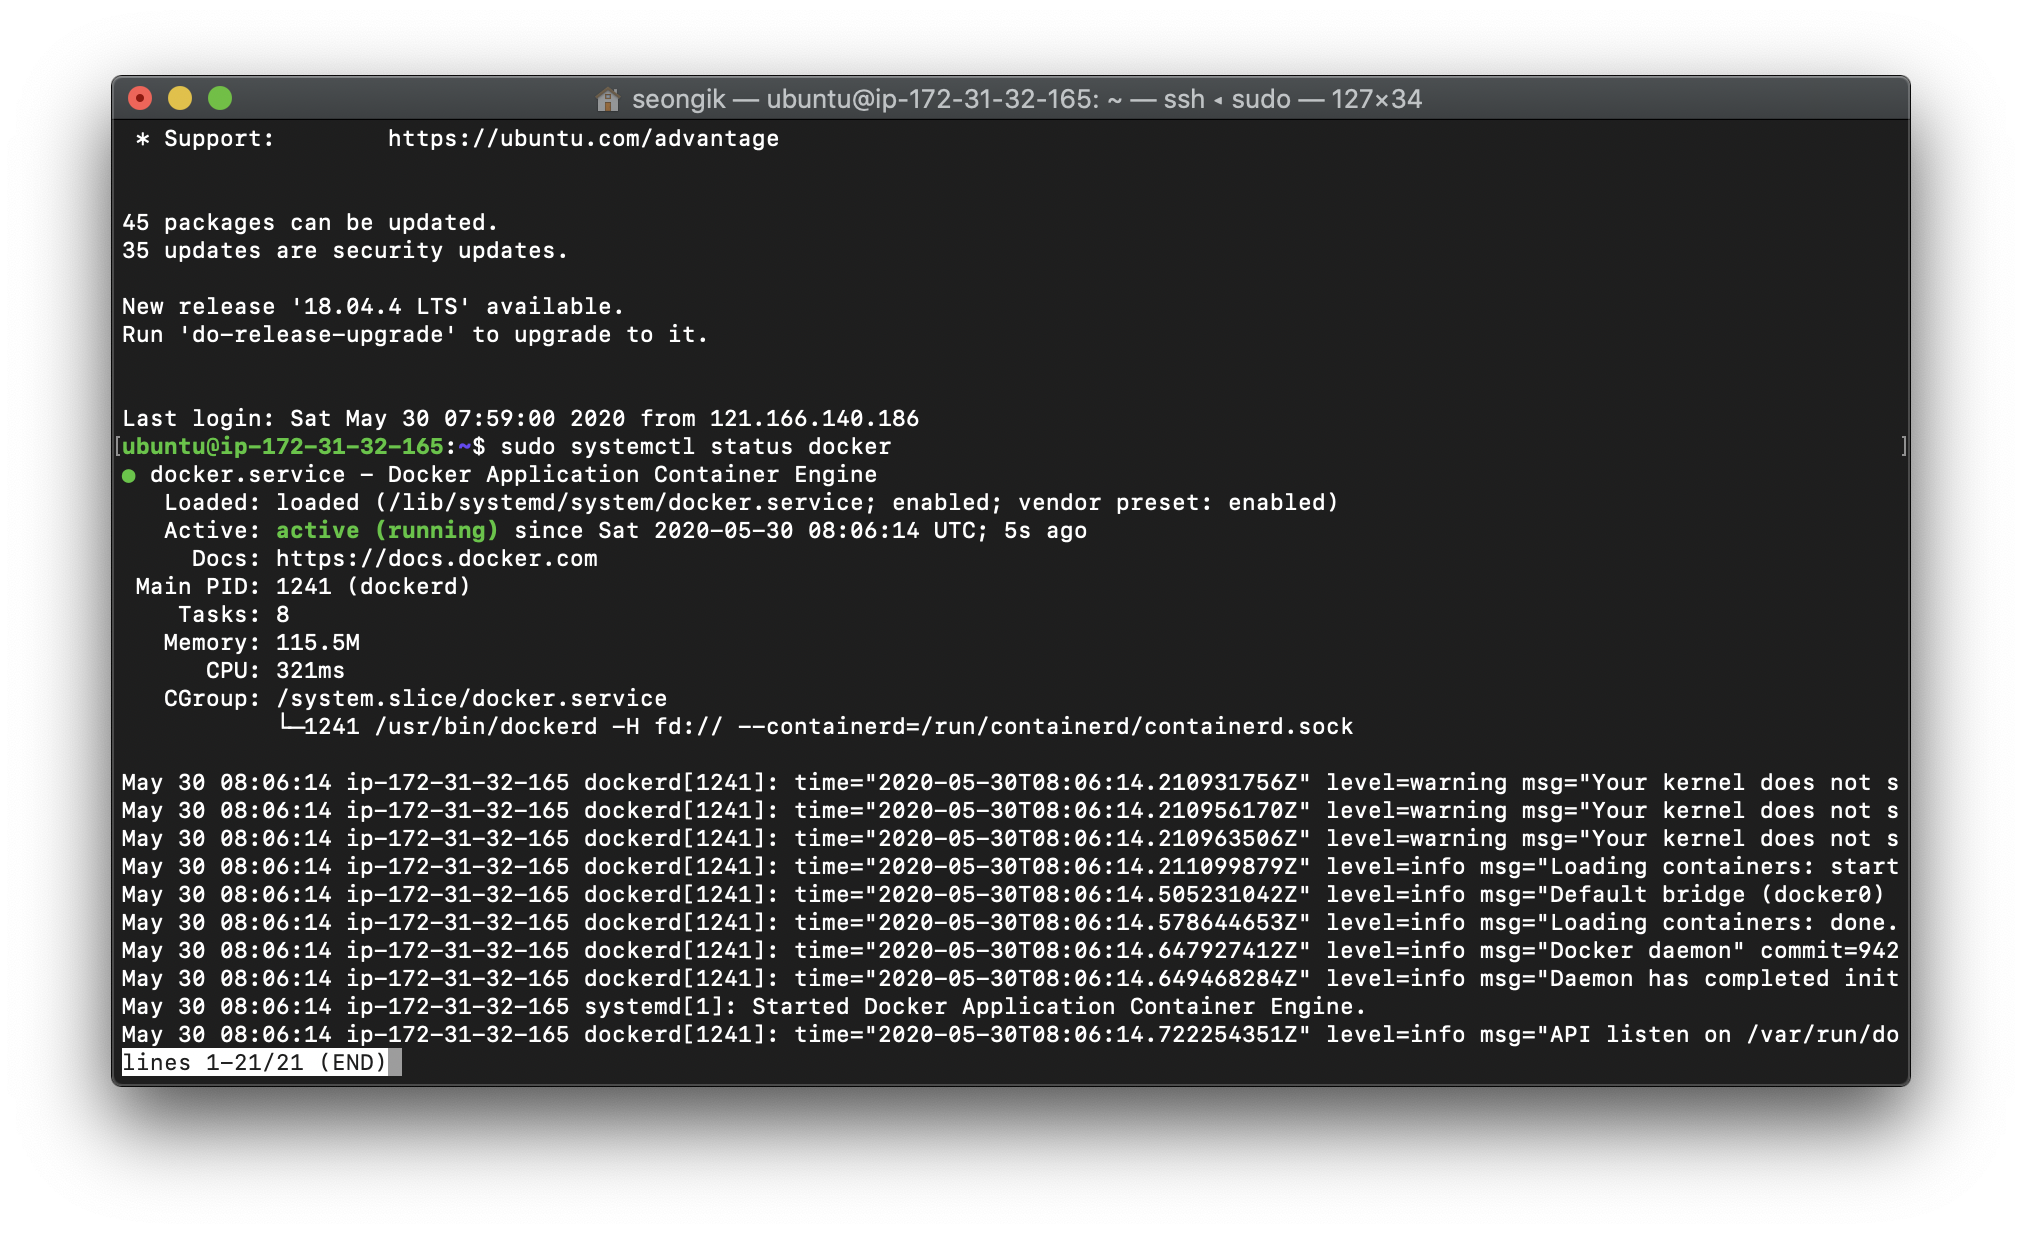 seongik — ubuntu@ip-172-31-32-165: ~ — ssh ◂ sudo — 127×34
* Support:        https://ubuntu.com/advantage
45 packages can be updated.
35 updates are security updates.
New release '18.04.4 LTS' available.
Run 'do-release-upgrade' to upgrade to it.
Last login: Sat May 30 07:59:00 2020 from 121.166.140.186
[ubuntu@ip-172-31-32-165:~$ sudo systemctl status docker ]
● docker.service - Docker Application Container Engine
   Loaded: loaded (/lib/systemd/system/docker.service; enabled; vendor preset: enabled)
   Active: active (running) since Sat 2020-05-30 08:06:14 UTC; 5s ago
     Docs: https://docs.docker.com
 Main PID: 1241 (dockerd)
    Tasks: 8
   Memory: 115.5M
      CPU: 321ms
   CGroup: /system.slice/docker.service
           └─1241 /usr/bin/dockerd -H fd:// --containerd=/run/containerd/containerd.sock
May 30 08:06:14 ip-172-31-32-165 dockerd[1241]: time="2020-05-30T08:06:14.210931756Z" level=warning msg="Your kernel does not s
May 30 08:06:14 ip-172-31-32-165 dockerd[1241]: time="2020-05-30T08:06:14.210956170Z" level=warning msg="Your kernel does not s
May 30 08:06:14 ip-172-31-32-165 dockerd[1241]: time="2020-05-30T08:06:14.210963506Z" level=warning msg="Your kernel does not s
May 30 08:06:14 ip-172-31-32-165 dockerd[1241]: time="2020-05-30T08:06:14.211099879Z" level=info msg="Loading containers: start
May 30 08:06:14 ip-172-31-32-165 dockerd[1241]: time="2020-05-30T08:06:14.505231042Z" level=info msg="Default bridge (docker0)
May 30 08:06:14 ip-172-31-32-165 dockerd[1241]: time="2020-05-30T08:06:14.578644653Z" level=info msg="Loading containers: done.
May 30 08:06:14 ip-172-31-32-165 dockerd[1241]: time="2020-05-30T08:06:14.647927412Z" level=info msg="Docker daemon" commit=942
May 30 08:06:14 ip-172-31-32-165 dockerd[1241]: time="2020-05-30T08:06:14.649468284Z" level=info msg="Daemon has completed init
May 30 08:06:14 ip-172-31-32-165 systemd[1]: Started Docker Application Container Engine.
May 30 08:06:14 ip-172-31-32-165 dockerd[1241]: time="2020-05-30T08:06:14.722254351Z" level=info msg="API listen on /var/run/do
lines 1-21/21 (END)